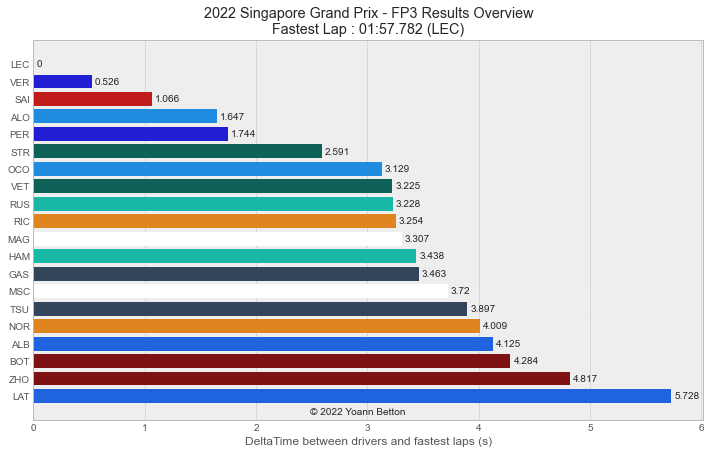 2022 Singapore Grand Prix - FP3 Results Overview
Fastest Lap : 01:57.782 (LEC)
LEC 0
VER 0.526
SAI 1.066
ALO 1.647
PER 1.744
STR 2.591
OCO 3.129
VET 3.225
RUS 3.228
RIC 3.254
MAG 3.307
HAM 3.438
GAS 3.463
MSC 3.72
TSU 3.897
NOR 4.009
ALB 4.125
BOT 4.284
ZHO 4.817
LAT 5.728
© 2022 Yoann Betton
0 1 2 3 4 5 6
DeltaTime between drivers and fastest laps (s)